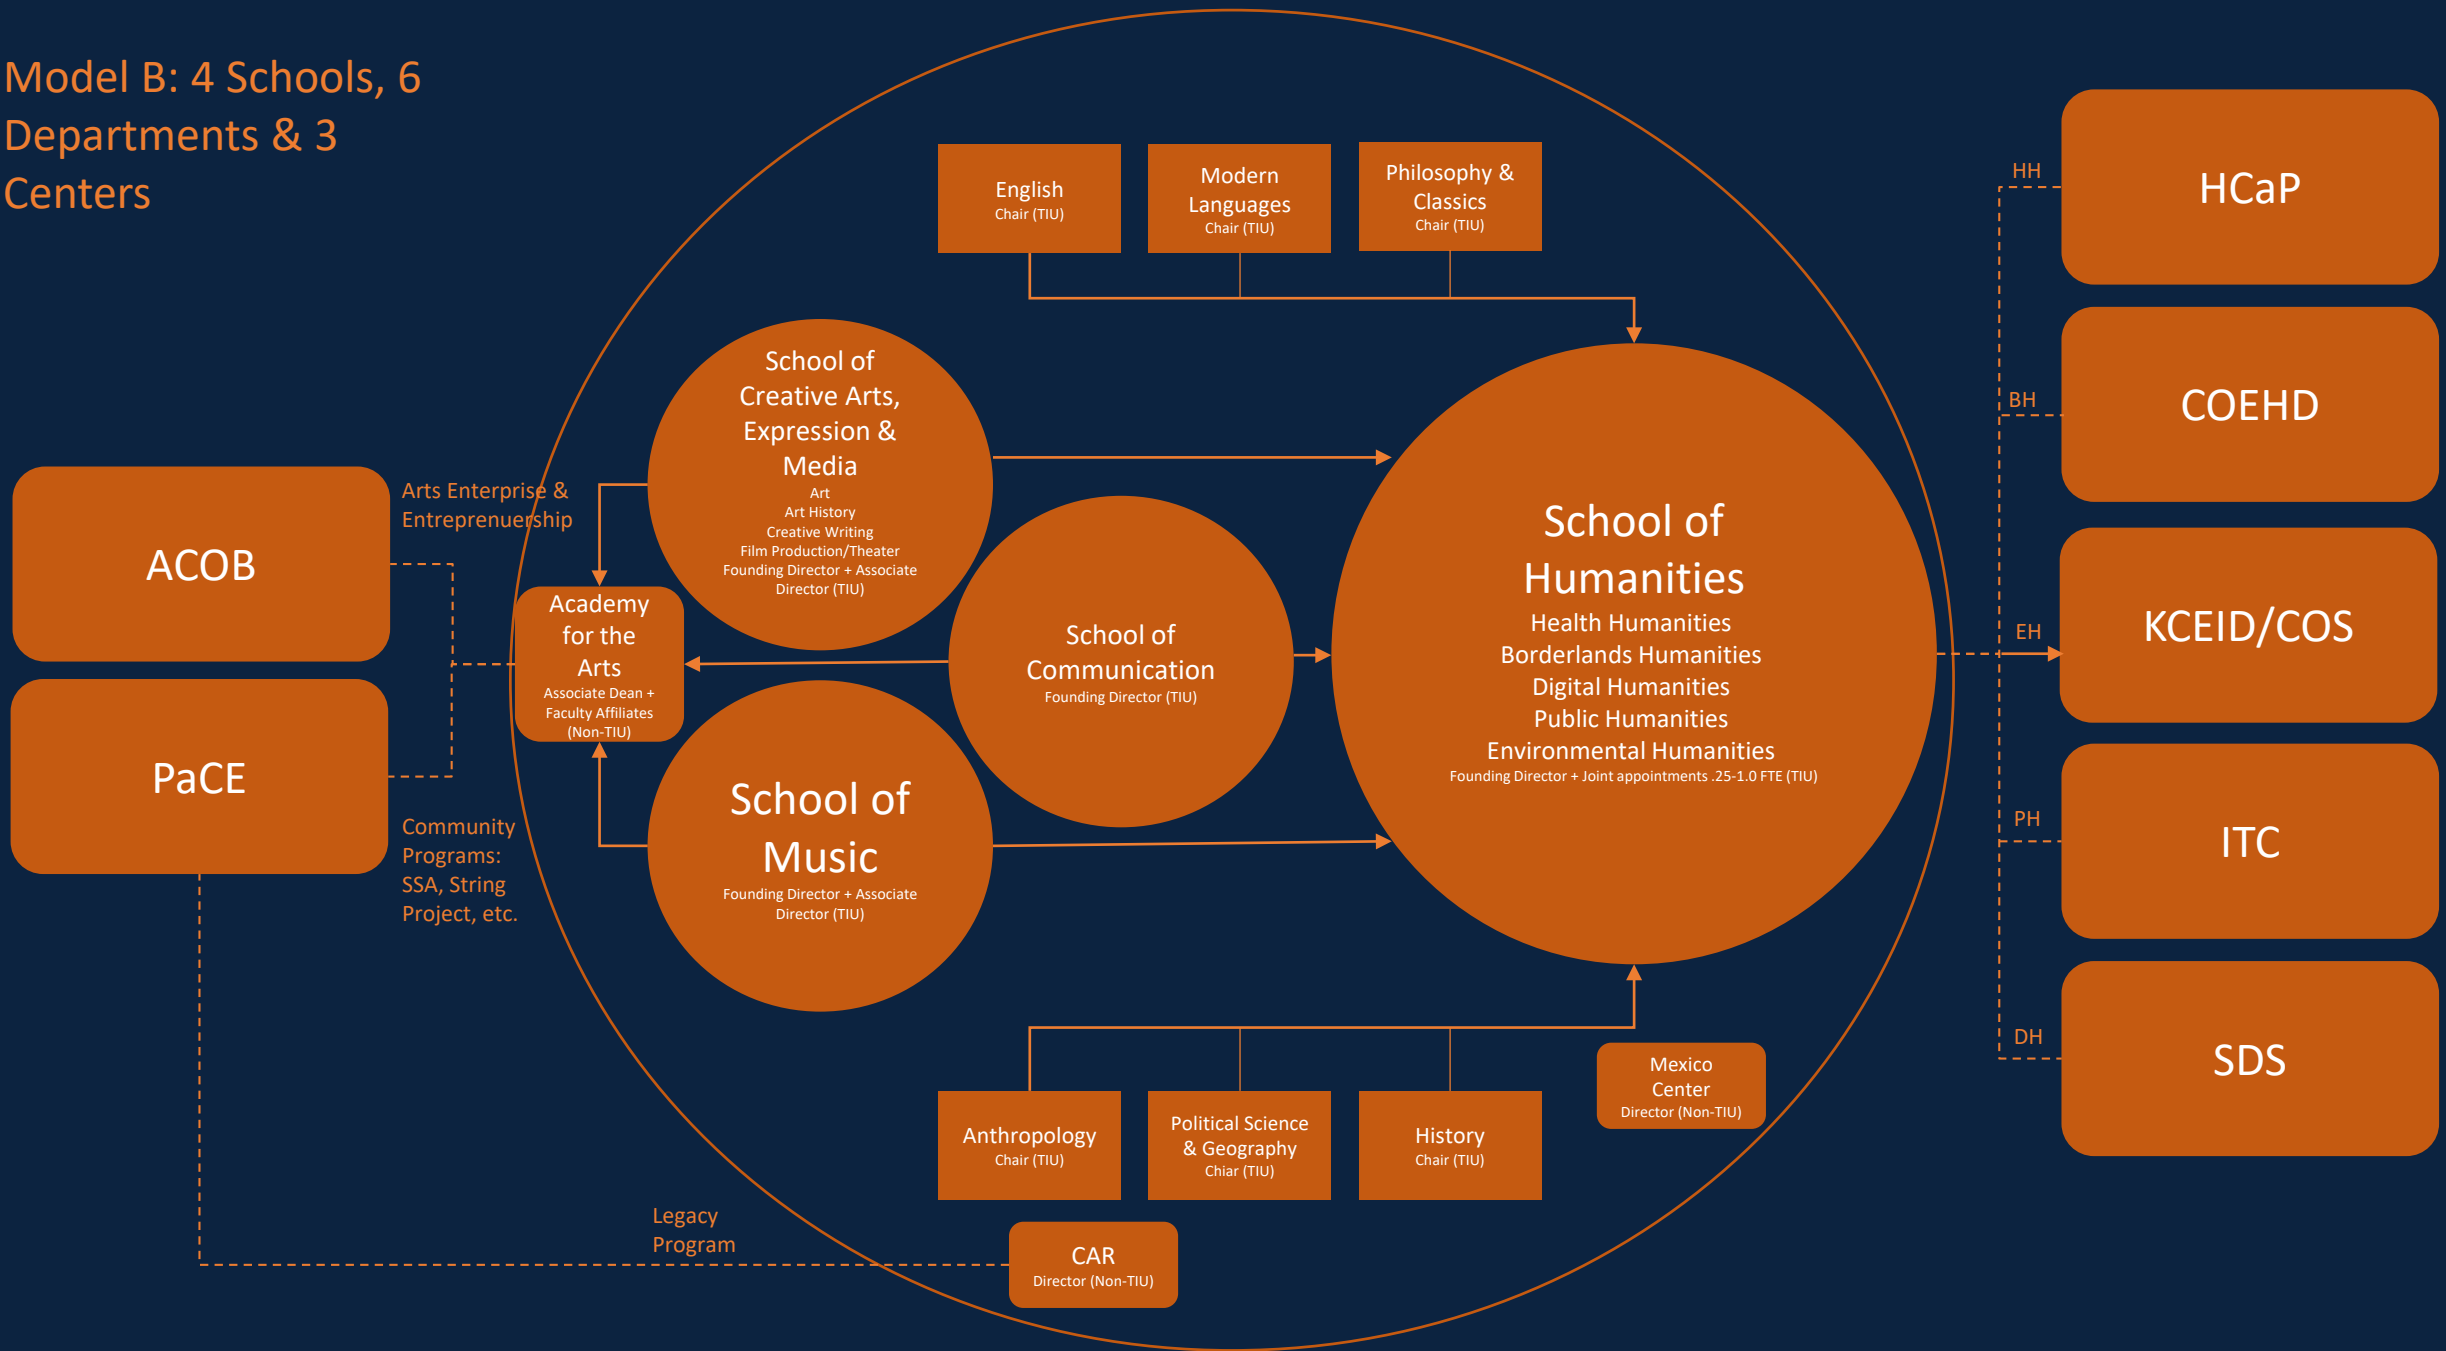 Model B: 4 Schools, 6
Departments & 3
Centers
English
Chair (TIU)
Modern
Languages
Chair (TIU)
Philosophy &
Classics
Chair (TIU)
School of
Creative Arts,
Expression &
Media
Art
Art History
Creative Writing
Film Production/Theater
Founding Director + Associate
Director (TIU)
ACOB
Arts Enterprise &
Entreprenuership
Academy
for the
Arts
Associate Dean +
Faculty Affiliates
(Non-TIU)
PaCE
Community
Programs:
SSA, String
Project, etc.
School of
Communication
Founding Director (TIU)
School of
Music
Founding Director + Associate
Director (TIU)
School of
Humanities
Health Humanities
Borderlands Humanities
Digital Humanities
Public Humanities
Environmental Humanities
Founding Director + Joint appointments .25-1.0 FTE (TIU)
Anthropology
Chair (TIU)
Political Science
& Geography
Chiar (TIU)
History
Chair (TIU)
Mexico
Center
Director (Non-TIU)
Legacy
Program
CAR
Director (Non-TIU)
HH
HCaP
BH
COEHD
EH
KCEID/COS
PH
ITC
DH
SDS